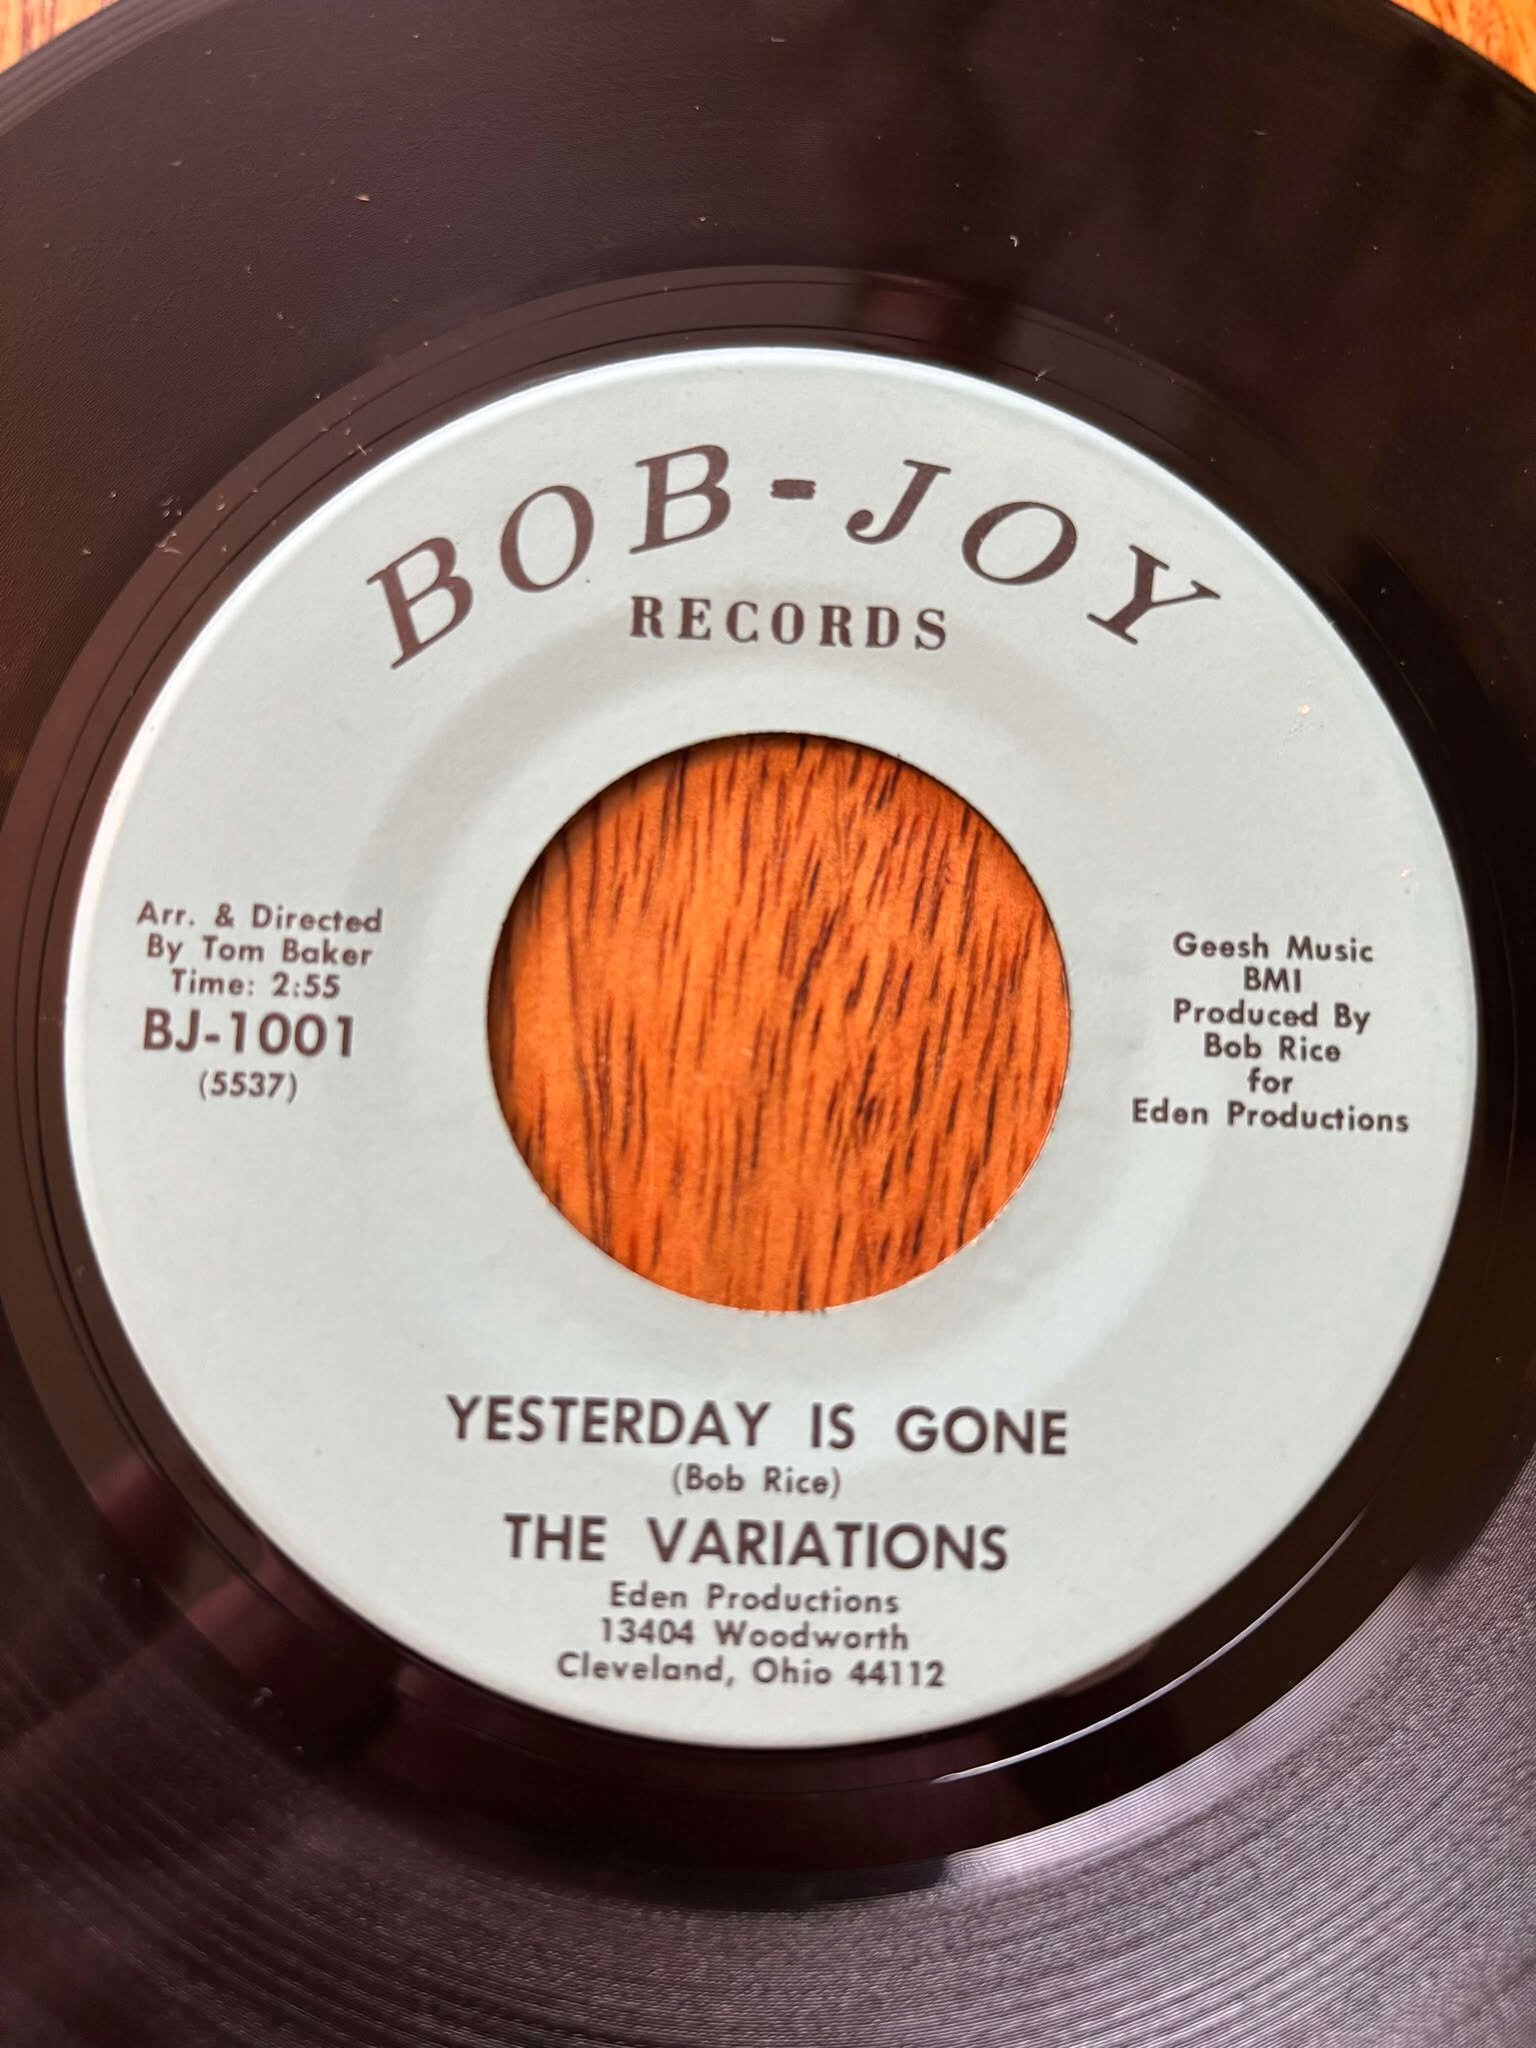 BOB-JOY
RECORDS
Arr. & Directed
By Tom Baker
Time: 2:55
BJ-1001
(5537)
Geesh Music
BMI
Produced By
Bob Rice
for
Eden Productions
YESTERDAY IS GONE
(Bob Rice)
THE VARIATIONS
Eden Productions
13404 Woodworth
Cleveland, Ohio 44112